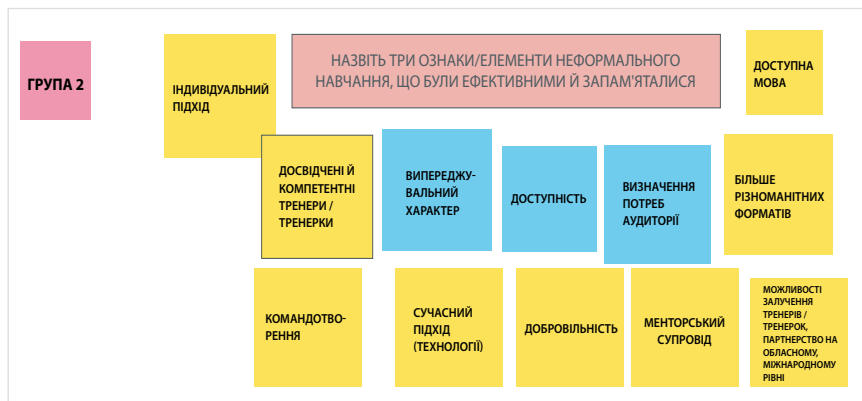 ГРУПА 2
ІНДИВІДУАЛЬНИЙ
ПІДХІД
НАЗВІТЬ ТРИ ОЗНАКИ/ЕЛЕМЕНТИ НЕФОРМАЛЬНОГО
НАВЧАННЯ, ЩО БУЛИ ЕФЕКТИВНИМИ Й ЗАПАМ'ЯТАЛИСЯ
ДОСТУПНА
МОВА
ДОСВІДЧЕНІ Й
КОМПЕТЕНТНІ
ТРЕНЕРИ /
ТРЕНЕРКИ
ВИПЕРЕДЖУ-
ВАЛЬНИЙ
ХАРАКТЕР
ДОСТУПНІСТЬ
ВИЗНАЧЕННЯ
ПОТРЕБ
АУДИТОРІЇ
БІЛЬШЕ
РІЗНОМАНІТНИХ
ФОРМАТІВ
КОМАНДОТВО-
РЕННЯ
СУЧАСНИЙ
ПІДХІД
(ТЕХНОЛОГІЇ)
ДОБРОВІЛЬНІСТЬ
МЕНТОРСЬКИЙ
СУПРОВІД
МОЖЛИВОСТІ
ЗАЛУЧЕННЯ
ТРЕНЕРІВ /
ТРЕНЕРОК,
ПАРТНЕРСТВО НА
ОБЛАСНОМУ,
МІЖНАРОДНОМУ
РІВНІ